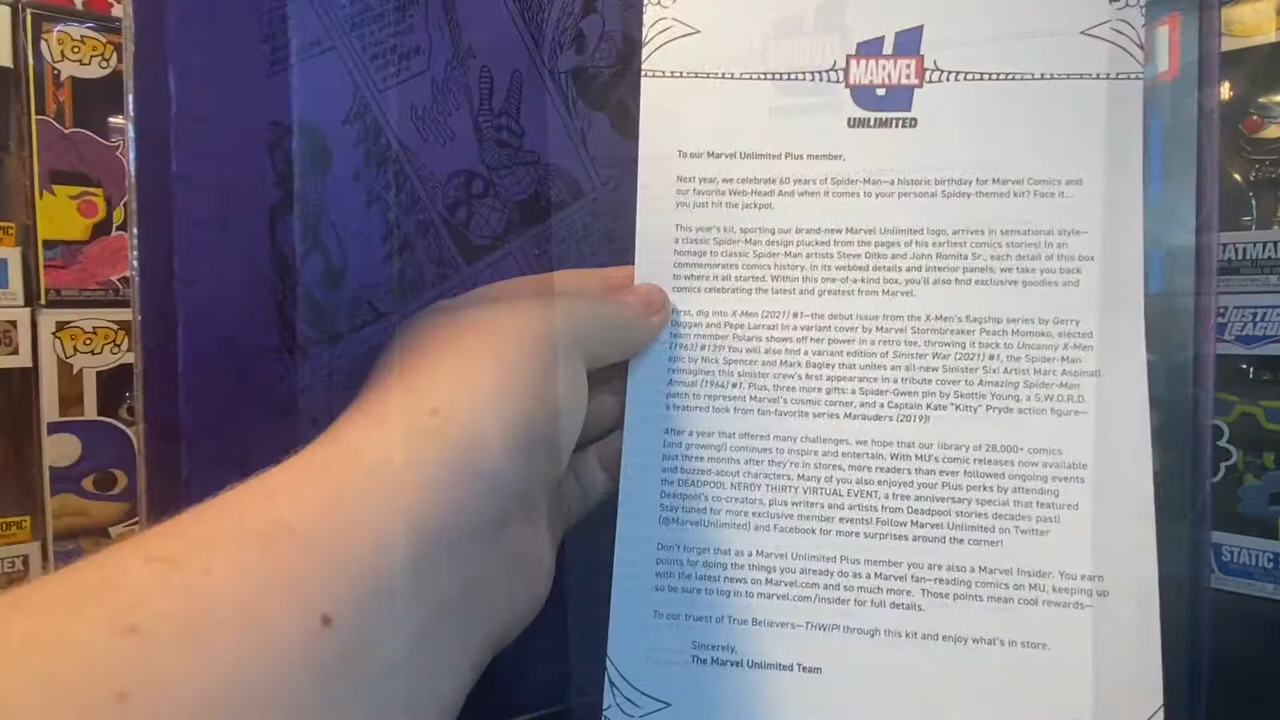 POP!
MARVEL
UNLIMITED
To our Marvel Unlimited Plus member,
Next year, we celebrate 60 years of Spider-Man—a historic birthday for Marvel Comics and
our favorite Web-Head! And when it comes to your personal Spidey-themed kit? Face it...
you just hit the jackpot.
This year's kit, sporting our brand-new Marvel Unlimited logo, arrives in sensational style—
a classic Spider-Man design plucked from the pages of his earliest comics stories! In an
homage to classic Spider-Man artists Steve Ditko and John Romita Sr., each detail of this box
commemorates comics history. In its webbed details and interior panels, we take you back
to where it all started. Within this one-of-a-kind box, you'll also find exclusive goodies and
comics celebrating the latest and greatest from Marvel.
First, dig into X-Men (2021) #1—the debut issue from the X-Men's flagship series by Gerry
Duggan and Pepe Larraz! In a variant cover by Marvel Stormbreaker Peach Momoko, elected
team member Polaris shows off her power in a retro tee, throwing it back to Uncanny X-Men
(1963) #139! You will also find a variant edition of Sinister War (2021) #1, the Spider-Man
epic by Nick Spencer and Mark Bagley that unites an all-new Sinister Six! Artist Marc Aspinall
reimagines this sinister crew's first appearance in a tribute cover to Amazing Spider-Man
Annual (1964) #1. Plus, three more gifts: a Spider-Gwen pin by Skottie Young, a S.W.O.R.D.
patch to represent Marvel's cosmic corner, and a Captain Kate "Kitty" Pryde action figure—
a featured look from fan-favorite series Marauders (2019)!
After a year that offered many challenges, we hope that our library of 28,000+ comics
(and growing!) continues to inspire and entertain. With MU's comic releases now available
just three months after they're in stores, more readers than ever followed ongoing events
and buzzed-about characters. Many of you also enjoyed your Plus perks by attending
the DEADPOOL NERDY THIRTY VIRTUAL EVENT, a free anniversary special that featured
Deadpool's co-creators, plus writers and artists from Deadpool stories decades past!
Stay tuned for more exclusive member events! Follow Marvel Unlimited on Twitter
(@MarvelUnlimited) and Facebook for more surprises around the corner!
Don't forget that as a Marvel Unlimited Plus member you are also a Marvel Insider. You earn
points for doing the things you already do as a Marvel fan—reading comics on MU, keeping up
with the latest news on Marvel.com and so much more. Those points mean cool rewards—
so be sure to log in to marvel.com/insider for full details.
To our truest of True Believers—THWIP! through this kit and enjoy what's in store.
Sincerely,
The Marvel Unlimited Team
POP!
BATMAN
JUSTICE
LEAGUE
STATIC